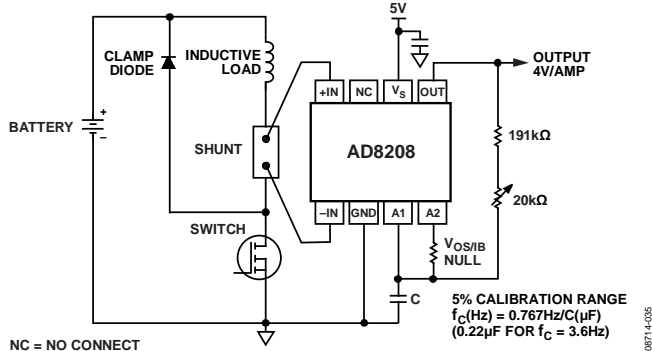 5V
OUTPUT
4V/AMP
CLAMP
DIODE
INDUCTIVE
LOAD
+IN
NC
VS
OUT
BATTERY
+
–
SHUNT
AD8208
191kΩ
20kΩ
–IN
GND
A1
A2
SWITCH
VOS/IB
NULL
C
5% CALIBRATION RANGE
fC(Hz) = 0.767Hz/C(µF)
(0.22µF FOR fC = 3.6Hz)
NC = NO CONNECT
08714-035